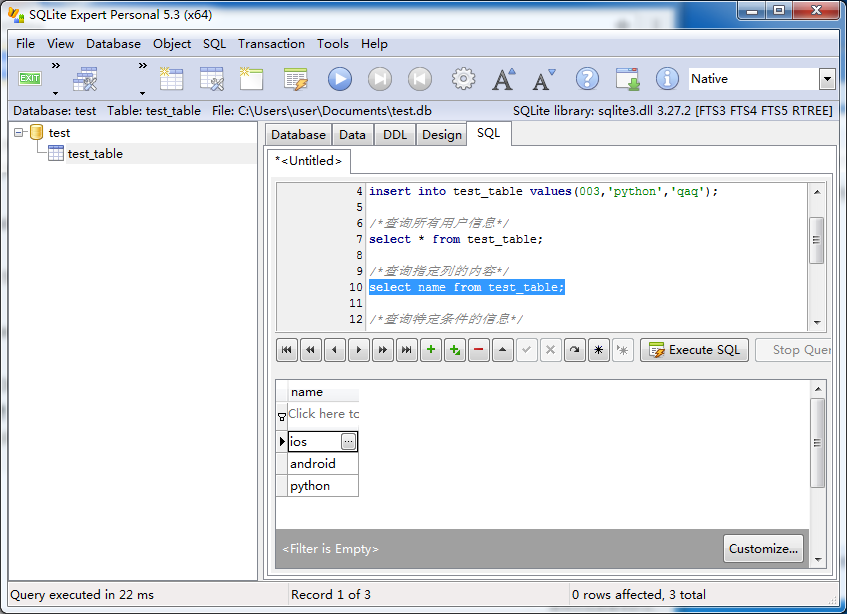 SQLite Expert Personal 5.3 (x64)
File View Database Object SQL Transaction Tools Help
EXIT Native
Database: test Table: test_table File: C:\Users\user\Documents\test.db SQLite library: sqlite3.dll 3.27.2 [FTS3 FTS4 FTS5 RTREE]
test
test_table
Database Data DDL Design SQL
*<Untitled>
4 insert into test_table values(003,'python','qaq');
5
6 /*查询所有用户信息*/
7 select * from test_table;
8
9 /*查询指定列的内容*/
10 select name from test_table;
11
12 /*查询特定条件的信息*/
Execute SQL Stop Quer
name
Click here to
ios ...
android
python
<Filter is Empty> Customize...
Query executed in 22 ms Record 1 of 3 0 rows affected, 3 total